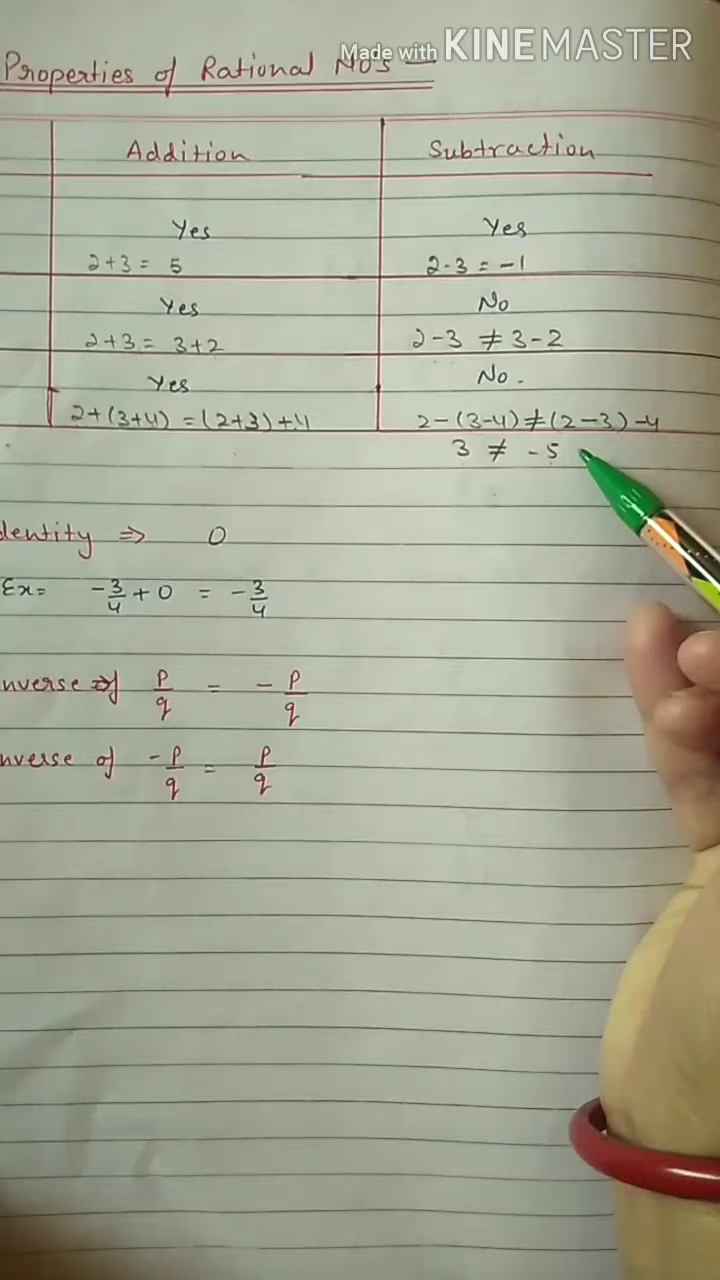 Made with KINEMASTER
Properties of Rational Nos -
Addition Subtraction
Yes Yes
2+3 = 5 2-3 = -1
Yes No
2+3 = 3+2 2-3 ≠ 3-2
Yes No.
2+(3+4) = (2+3)+4 2-(3-4) ≠ (2-3)-4
3 ≠ -5
dentity ⇒ 0
Ex= -3/4 + 0 = -3/4
nverse of p/q = -p/q
nverse of -p/q = p/q